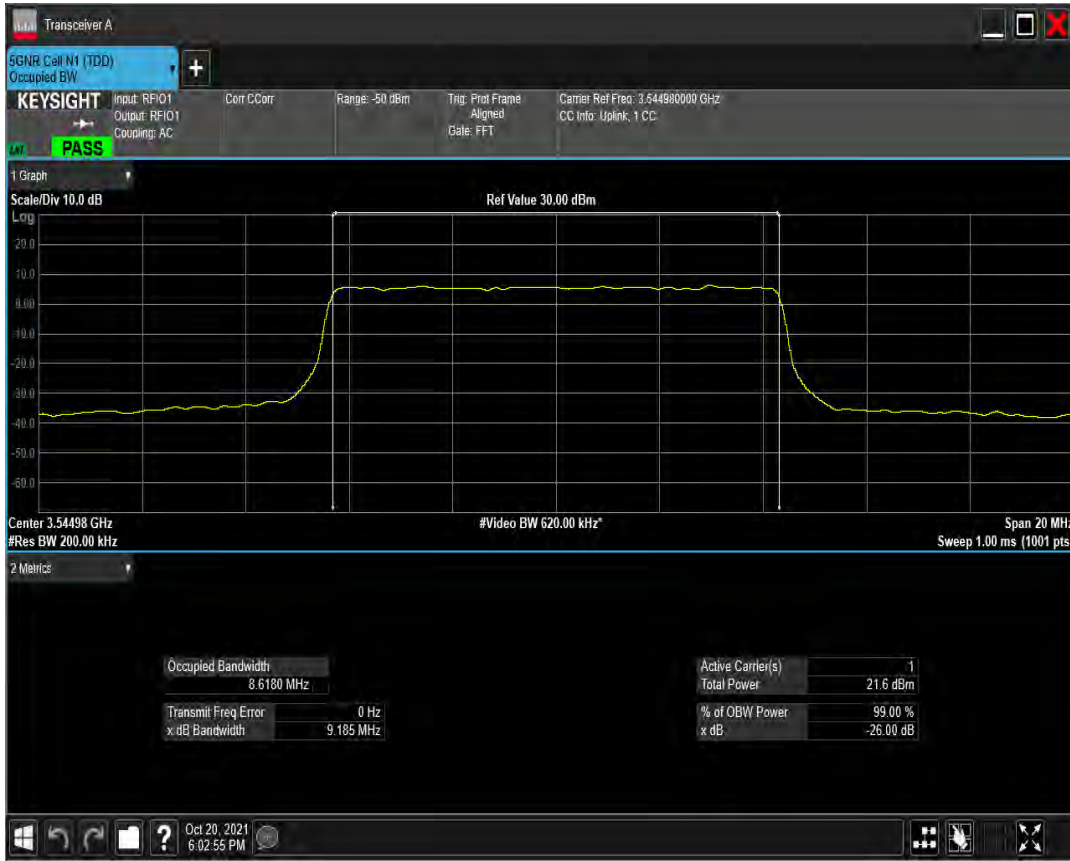 Transceiver A
5GNR Cell N1 (TDD)
Occupied BW
+
KEYSIGHT
PASS
Input: RFIO1
Output: RFIO1
Coupling: AC
Corr CCorr
Range: -50 dBm
Trig: Prot Frame
Aligned
Gate: FFT
Carrier Ref Freq: 3.544980000 GHz
CC Info: Uplink, 1 CC
1 Graph
Scale/Div 10.0 dB
Ref Value 30.00 dBm
Log
20.0
10.0
0.00
-10.0
-20.0
-30.0
-40.0
-50.0
-60.0
Center 3.54498 GHz
#Video BW 620.00 kHz*
Span 20 MHz
#Res BW 200.00 kHz
Sweep 1.00 ms (1001 pts
2 Metrics
Occupied Bandwidth
8.6180 MHz
Transmit Freq Error 0 Hz
x dB Bandwidth 9.185 MHz
Active Carrier(s) 1
Total Power 21.6 dBm
% of OBW Power 99.00 %
x dB -26.00 dB
?
Oct 20, 2021
6:02:55 PM